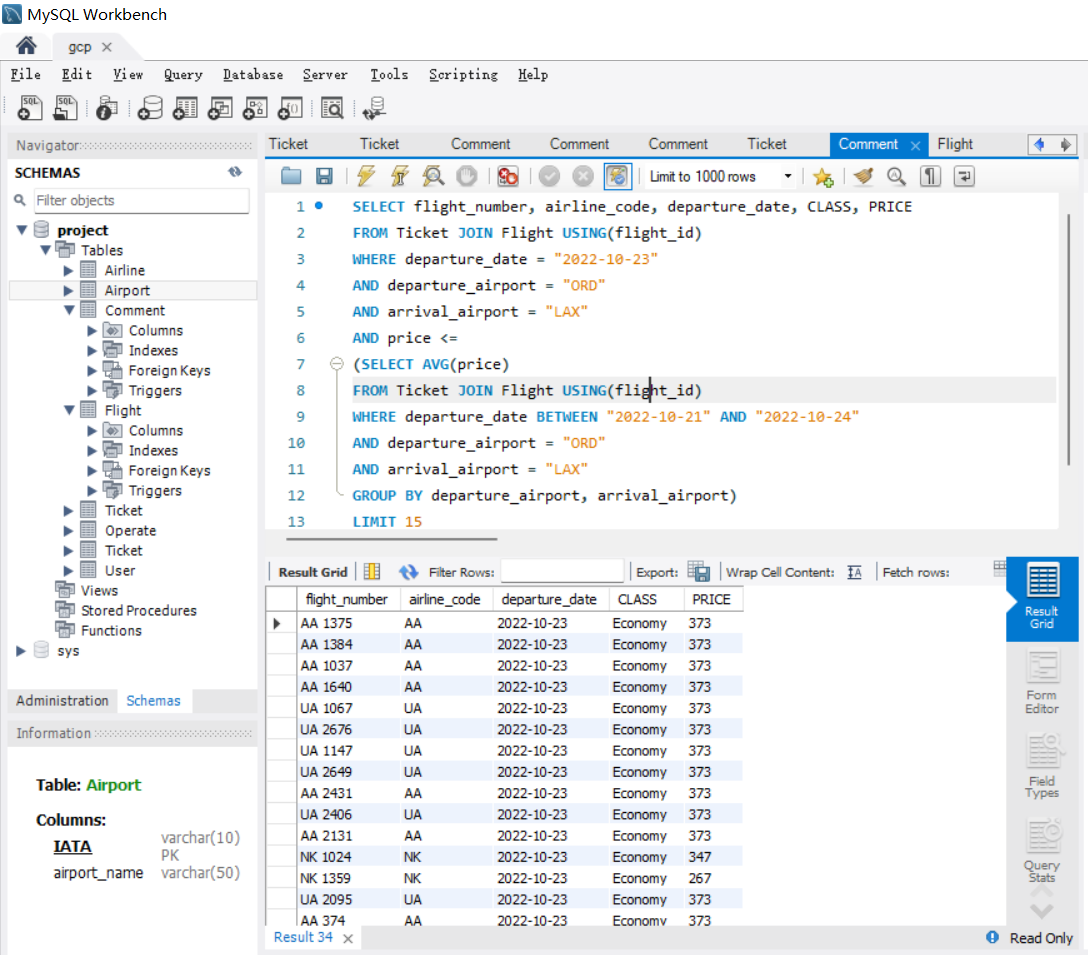 MySQL Workbench
gcp
File Edit View Query Database Server Tools Scripting Help
SQL SQL
Navigator
SCHEMAS
Filter objects
project
Tables
Airline
Airport
Comment
Columns
Indexes
Foreign Keys
Triggers
Flight
Columns
Indexes
Foreign Keys
Triggers
Ticket
Operate
Ticket
User
Views
Stored Procedures
Functions
sys
Administration Schemas
Information
Table: Airport
Columns:
IATA varchar(10)
PK
airport_name varchar(50)
Ticket Ticket Comment Comment Comment Ticket Comment Flight
Limit to 1000 rows
1 SELECT flight_number, airline_code, departure_date, CLASS, PRICE
2 FROM Ticket JOIN Flight USING(flight_id)
3 WHERE departure_date = "2022-10-23"
4 AND departure_airport = "ORD"
5 AND arrival_airport = "LAX"
6 AND price <=
7 (SELECT AVG(price)
8 FROM Ticket JOIN Flight USING(flight_id)
9 WHERE departure_date BETWEEN "2022-10-21" AND "2022-10-24"
10 AND departure_airport = "ORD"
11 AND arrival_airport = "LAX"
12 GROUP BY departure_airport, arrival_airport)
13 LIMIT 15
Result Grid Filter Rows: Export: Wrap Cell Content: IA Fetch rows:
flight_number airline_code departure_date CLASS PRICE
AA 1375 AA 2022-10-23 Economy 373
AA 1384 AA 2022-10-23 Economy 373
AA 1037 AA 2022-10-23 Economy 373
AA 1640 AA 2022-10-23 Economy 373
UA 1067 UA 2022-10-23 Economy 373
UA 2676 UA 2022-10-23 Economy 373
UA 1147 UA 2022-10-23 Economy 373
UA 2649 UA 2022-10-23 Economy 373
AA 2431 AA 2022-10-23 Economy 373
UA 2406 UA 2022-10-23 Economy 373
AA 2131 AA 2022-10-23 Economy 373
NK 1024 NK 2022-10-23 Economy 347
NK 1359 NK 2022-10-23 Economy 267
UA 2095 UA 2022-10-23 Economy 373
AA 374 AA 2022-10-23 Economy 373
Result Grid
Form Editor
Field Types
Query Stats
Result 34
Read Only